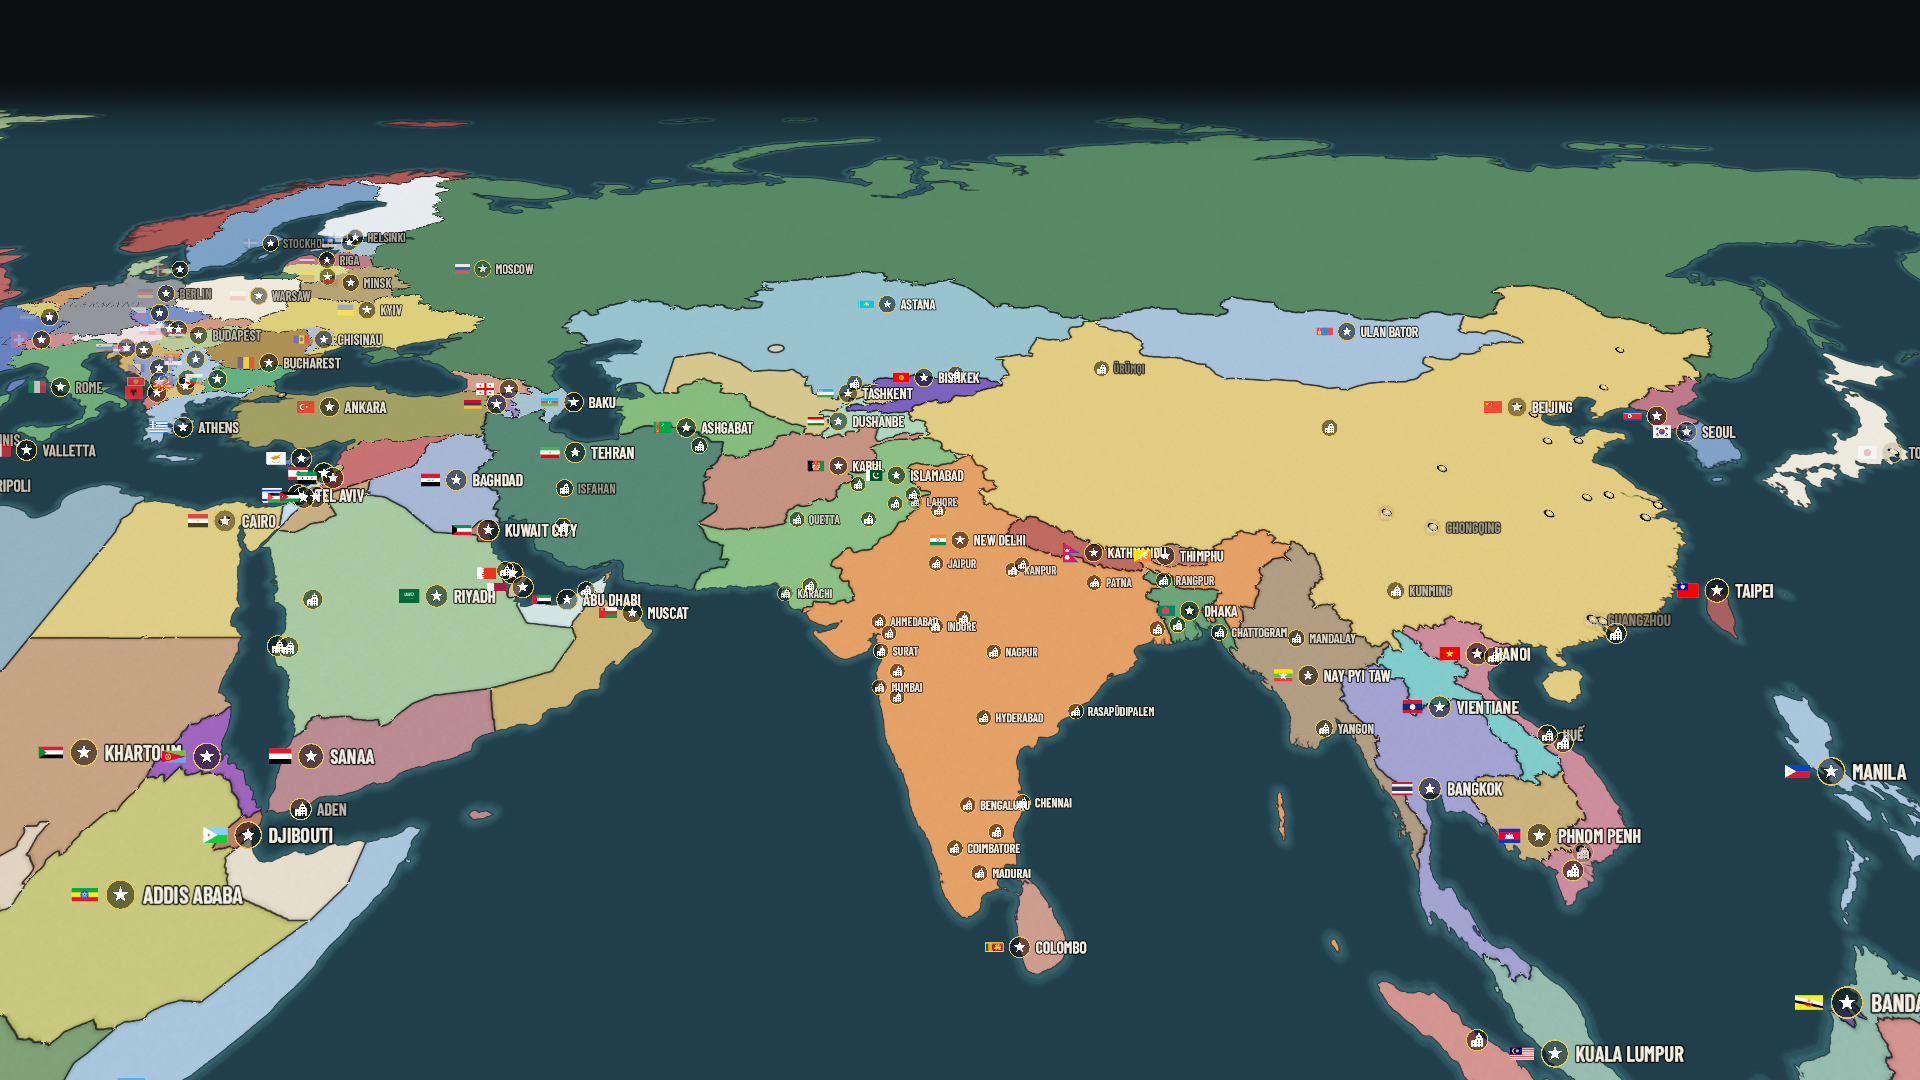 HELSINKI
STOCKHOLM
RIGA
MOSCOW
MINSK
BERLIN
WARSAW
ASTANA
KYIV
ULAN BATOR
BUDAPEST
CHISINAU
BUCHAREST
ÜRÜMQI
BISHKEK
ROME
TASHKENT
BAKU
ANKARA
BEIJING
DUSHANBE
ATHENS
ASHGABAT
SEOUL
VALLETTA
TEHRAN
KABUL
ISLAMABAD
BAGHDAD
RIPOLI
ISFAHAN
TEL AVIV
LAHORE
CAIRO
QUETTA
CHONGQING
KUWAIT CITY
NEW DELHI
KATHMANDU
THIMPHU
JAIPUR
KANPUR
PATNA
RANGPUR
KUNMING
TAIPEI
KARACHI
RIYADH
ABU DHABI
MUSCAT
DHAKA
AHMEDABAD
INDORE
GUANGZHOU
CHATTOGRAM
MANDALAY
SURAT
NAGPUR
HANOI
NAY PYI TAW
MUMBAI
VIENTIANE
RASAPŪDIPALEM
HYDERABAD
YANGON
HUẾ
KHARTOUM
SANAA
MANILA
BANGKOK
ADEN
BENGALURU
CHENNAI
DJIBOUTI
PHNOM PENH
COIMBATORE
MADURAI
ADDIS ABABA
COLOMBO
BANDA
KUALA LUMPUR